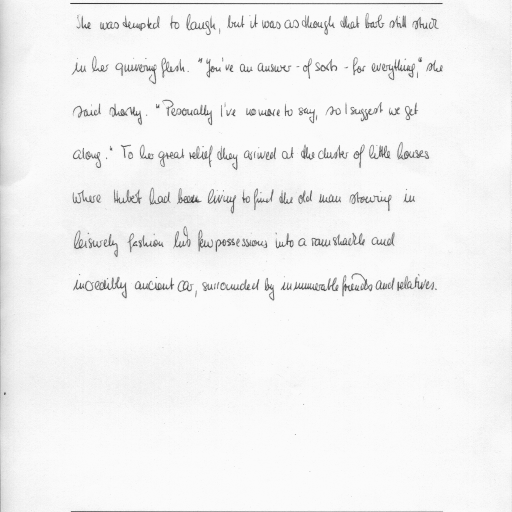 She was tempted to laugh, but it was as though that barb still stuck
in her quivering flesh. "You've an answer - of sorts - for everything," she
said shortly. "Pesonally I've no more to say, so I suggest we get
along." To her great relief they arived at the cluster of little houses
where Hubert had been living to find the old man stowing in
leisurely fashion his few possessions into a ramshackle and
incredibly ancient car, surrounded by innumerable friends and relatives.